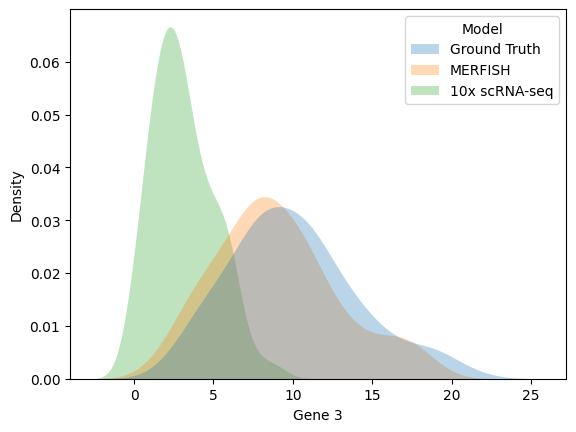 Model
Ground Truth
MERFISH
10x scRNA-seq
Density
0.06
0.05
0.04
0.03
0.02
0.01
0.00
0 5 10 15 20 25
Gene 3